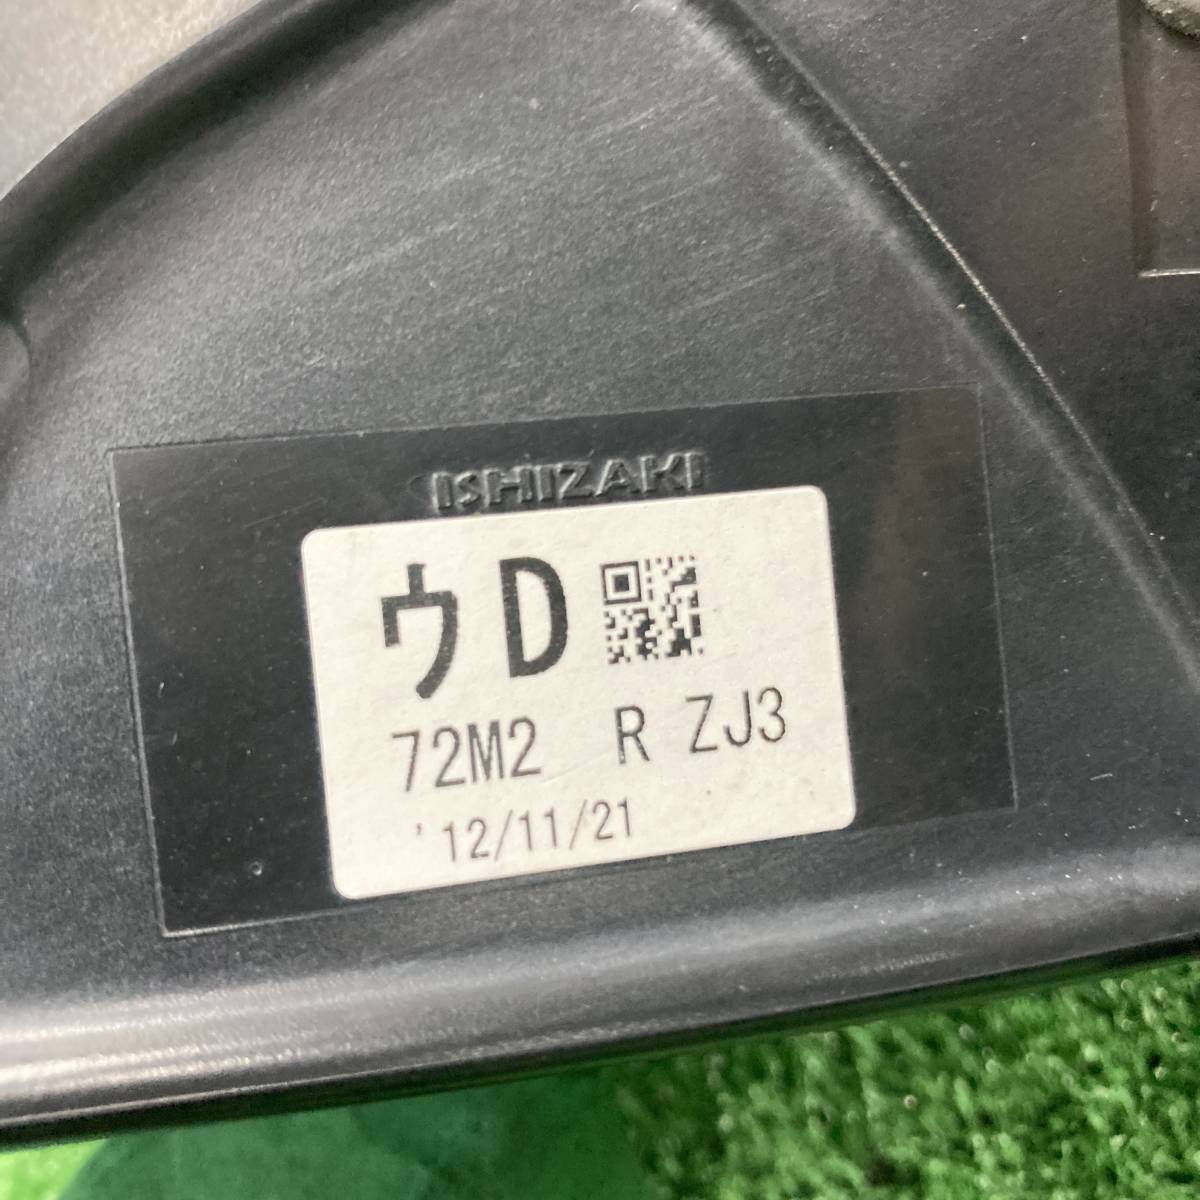 ISHIZAKI
ウD
72M2 R ZJ3
'12/11/21